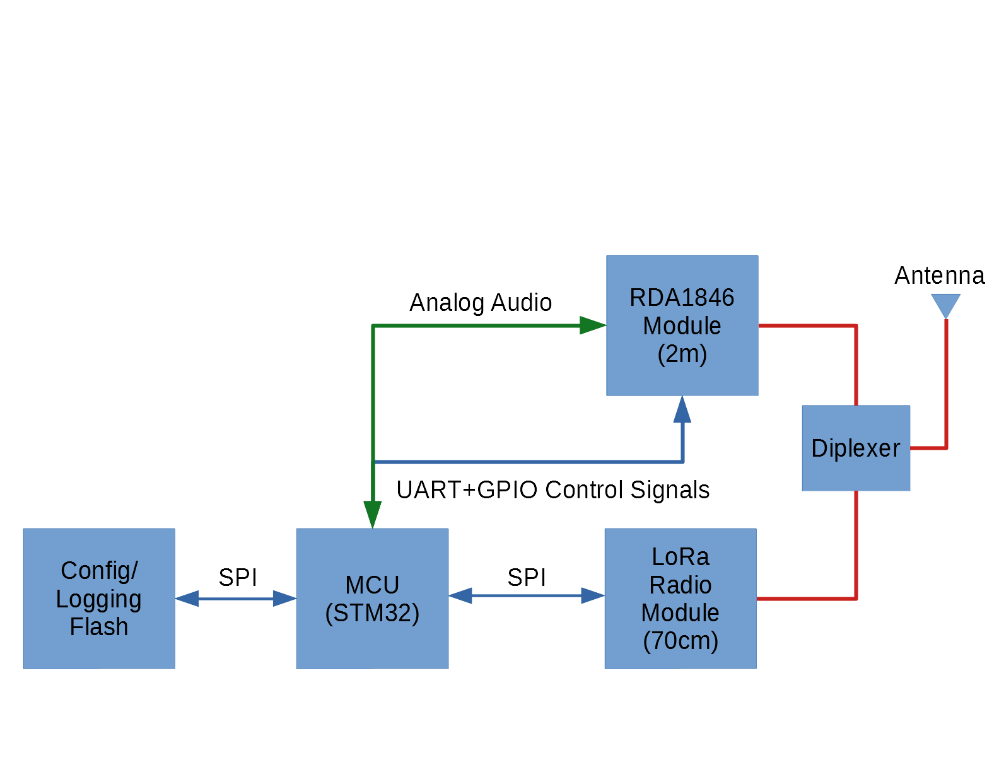 Antenna
Analog Audio
RDA1846
Module
(2m)
Diplexer
UART+GPIO Control Signals
Config/
Logging
Flash
SPI
MCU
(STM32)
SPI
LoRa
Radio
Module
(70cm)